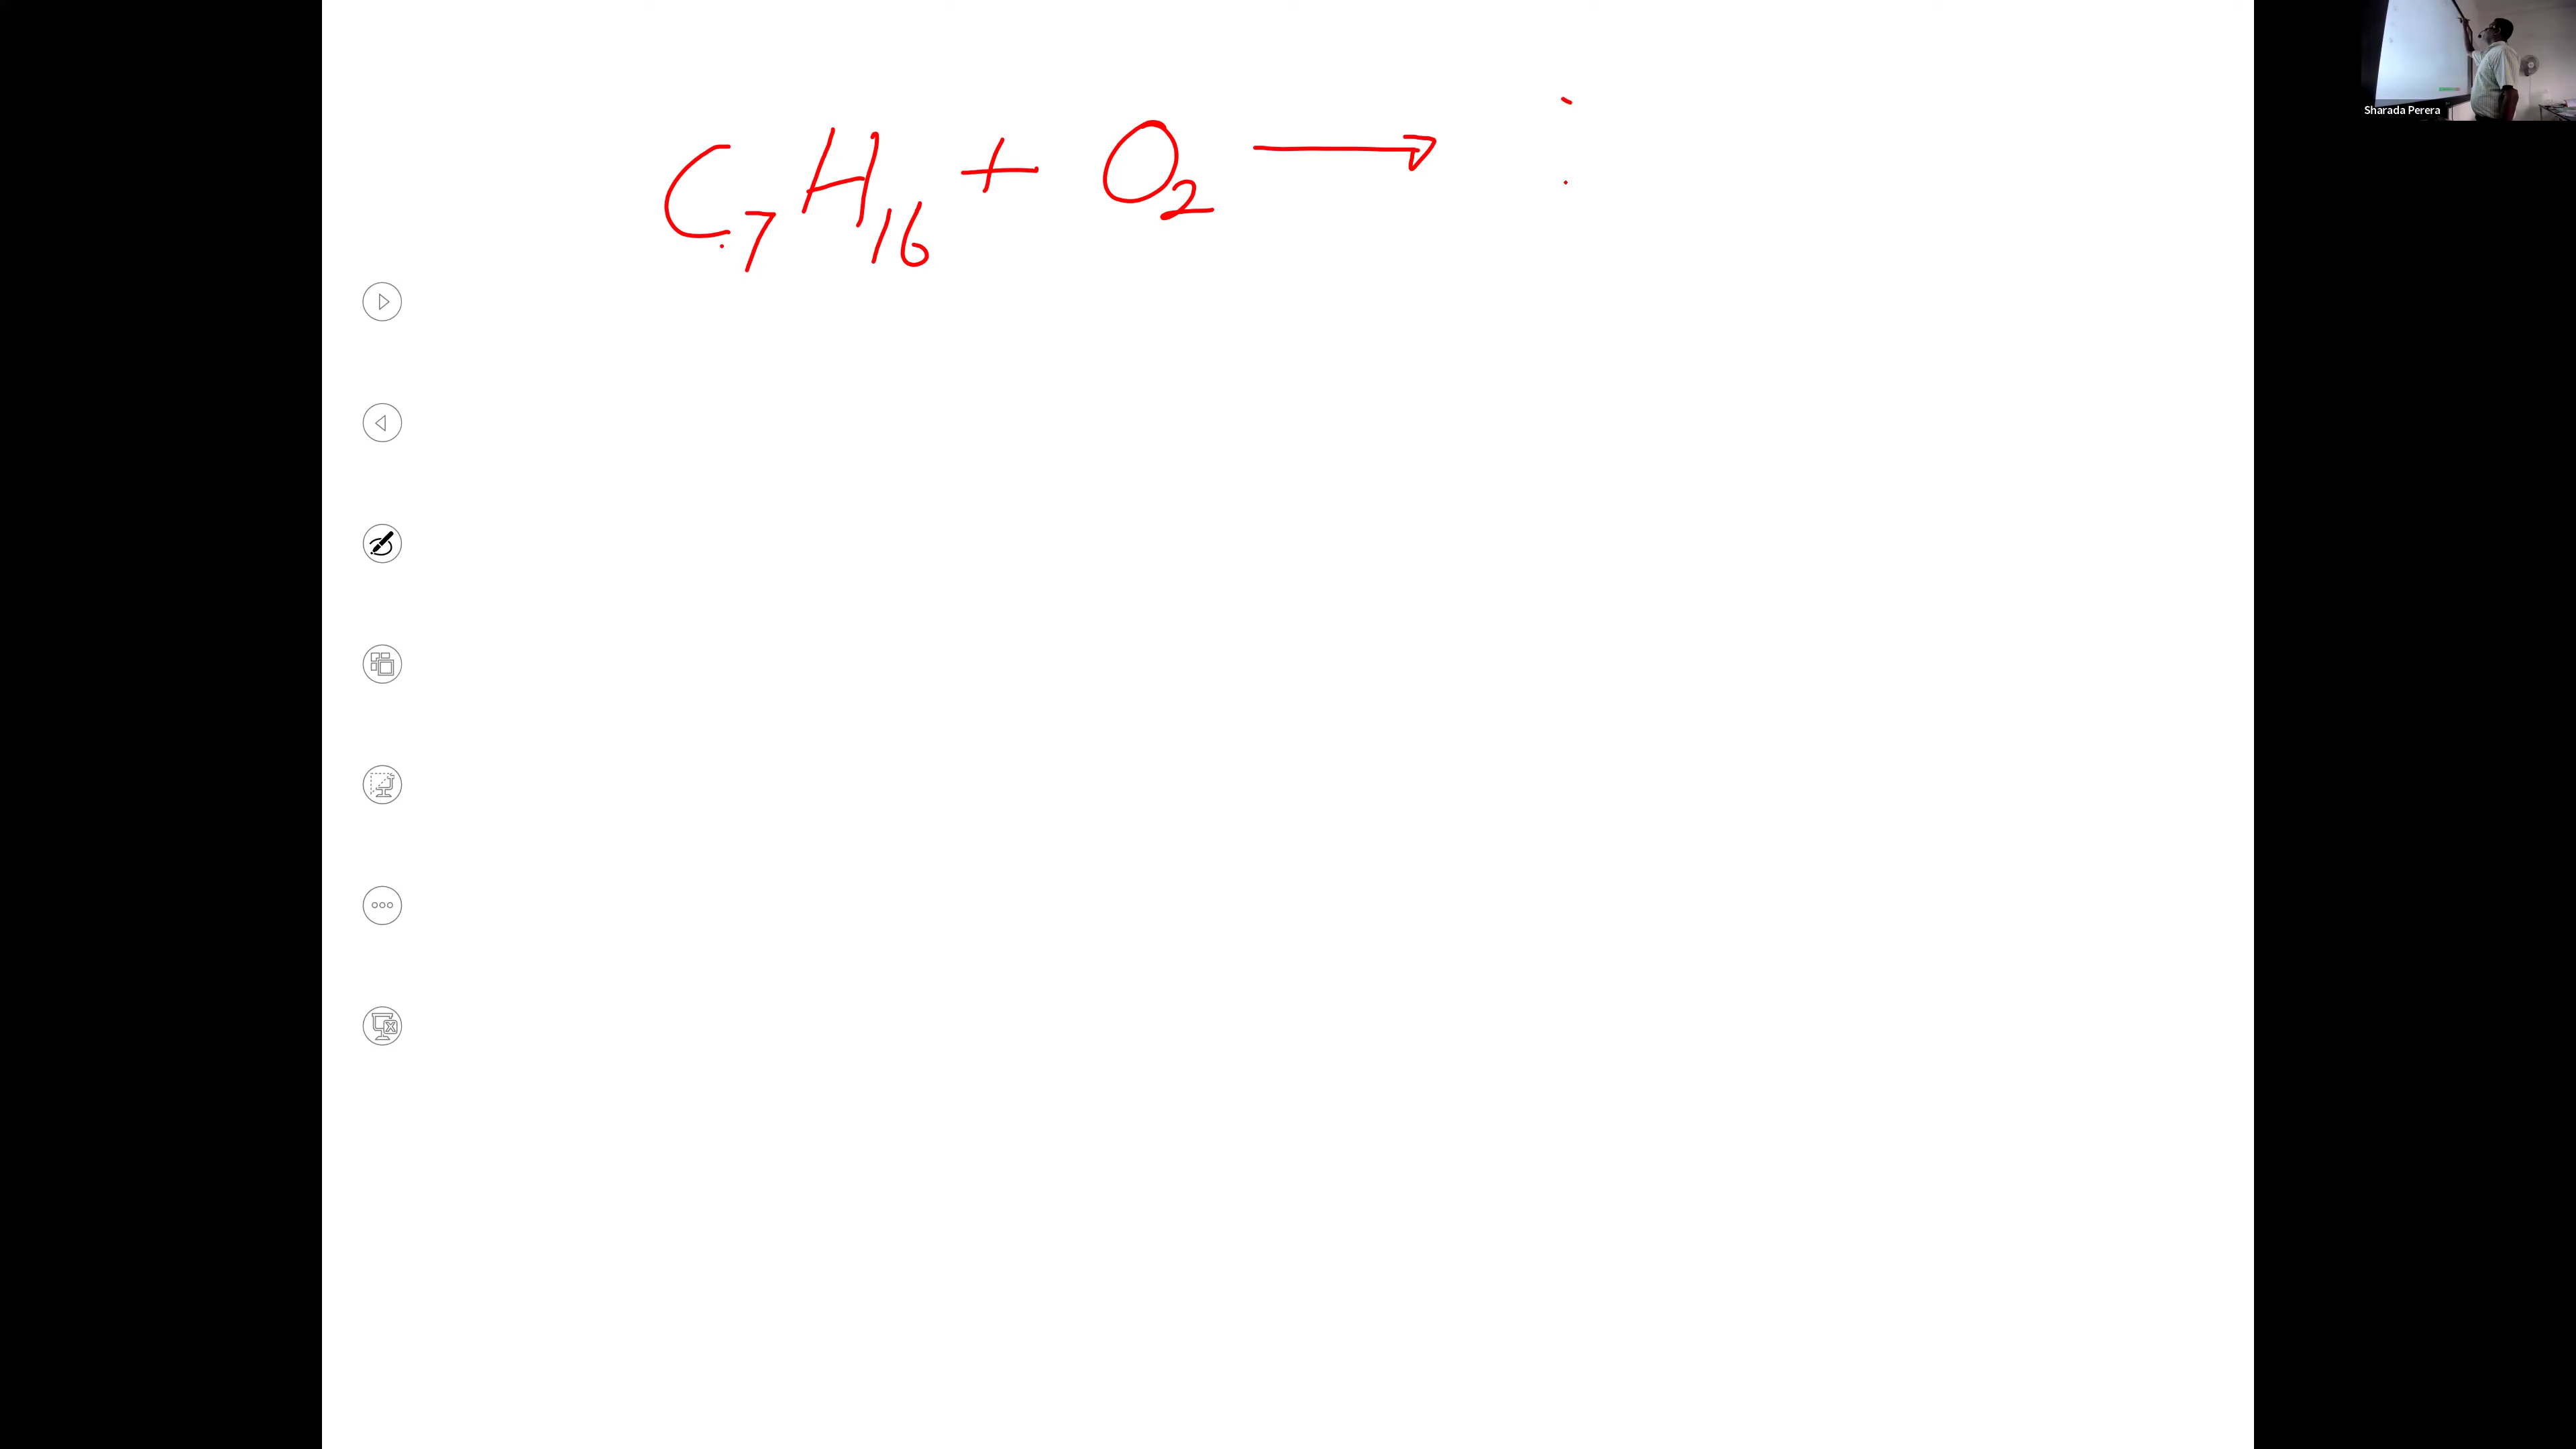 C₇H₁₆ + O₂ →
Sharada Perera